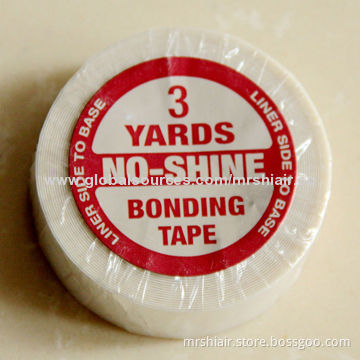 3
YARDS
NO-SHINE
BONDING
TAPE
LINER SIDE TO BASE
LINER SIDE TO BASE
www.globalsources.com/mrshiair
mrshiair.store.bossgoo.com